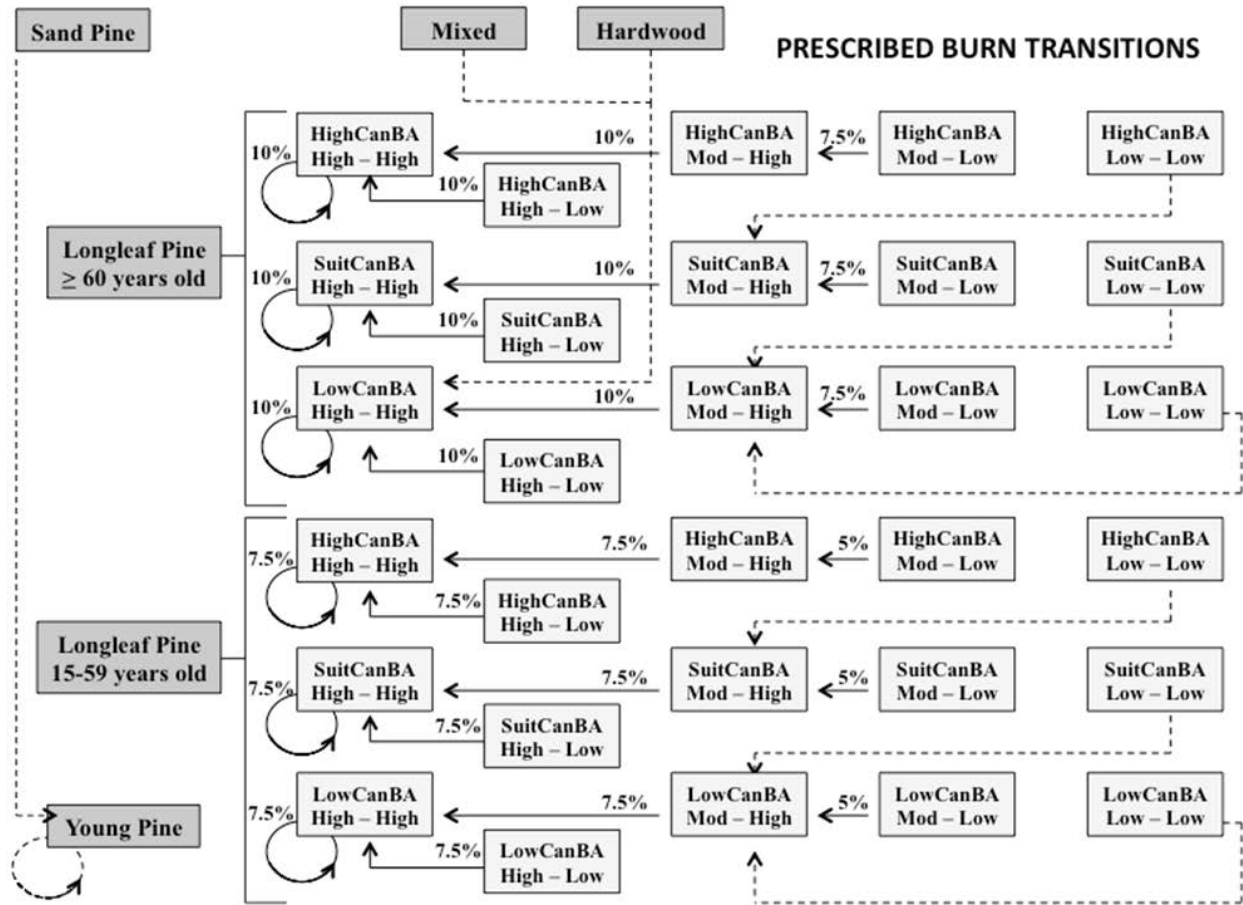 Sand Pine
Mixed
Hardwood
PRESCRIBED BURN TRANSITIONS
Longleaf Pine
≥ 60 years old
10%
HighCanBA
High – High
10%
HighCanBA
Mod – High
7.5%
HighCanBA
Mod – Low
HighCanBA
Low – Low
10%
HighCanBA
High – Low
10%
SuitCanBA
High – High
10%
SuitCanBA
Mod – High
7.5%
SuitCanBA
Mod – Low
SuitCanBA
Low – Low
10%
SuitCanBA
High – Low
10%
LowCanBA
High – High
10%
LowCanBA
Mod – High
7.5%
LowCanBA
Mod – Low
LowCanBA
Low – Low
10%
LowCanBA
High – Low
Longleaf Pine
15-59 years old
7.5%
HighCanBA
High – High
7.5%
HighCanBA
Mod – High
5%
HighCanBA
Mod – Low
HighCanBA
Low – Low
7.5%
HighCanBA
High – Low
7.5%
SuitCanBA
High – High
7.5%
SuitCanBA
Mod – High
5%
SuitCanBA
Mod – Low
SuitCanBA
Low – Low
7.5%
SuitCanBA
High – Low
7.5%
LowCanBA
High – High
7.5%
LowCanBA
Mod – High
5%
LowCanBA
Mod – Low
LowCanBA
Low – Low
7.5%
LowCanBA
High – Low
Young Pine